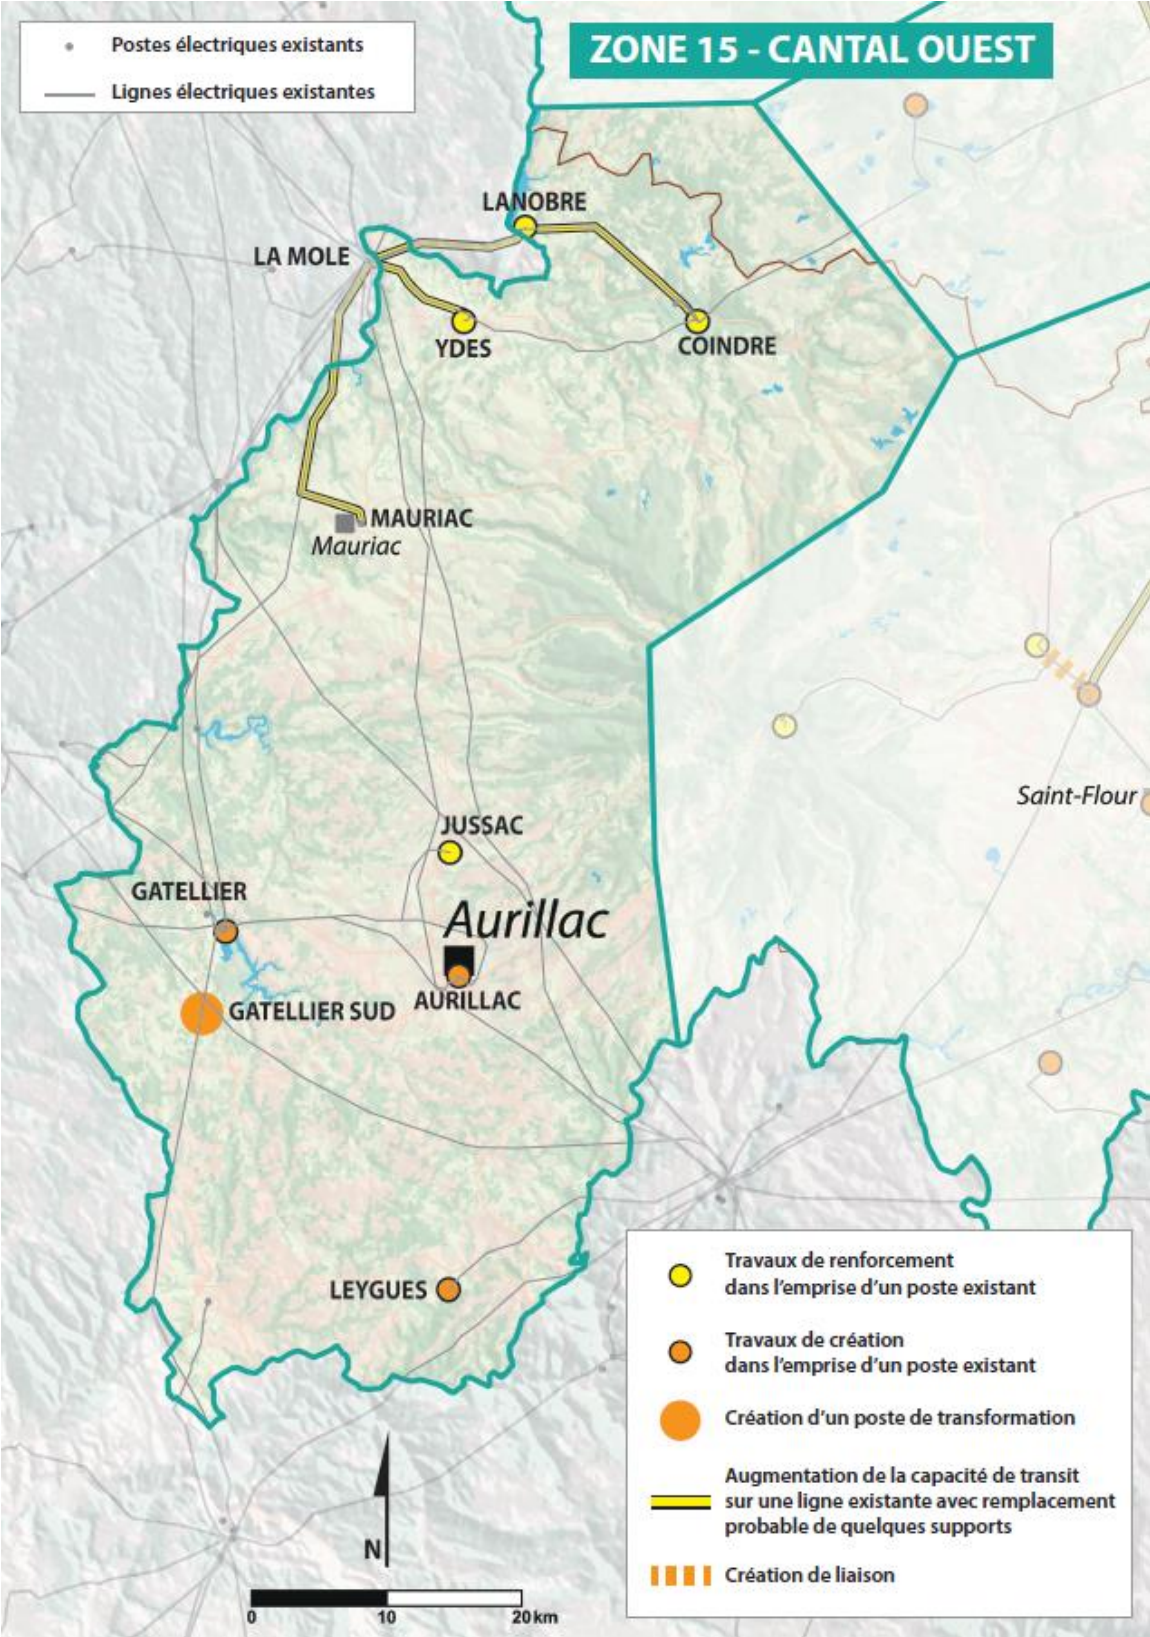 Postes électriques existants
Lignes électriques existantes
ZONE 15 - CANTAL OUEST
LANOBRE
LA MOLE
YDES
COINDRE
MAURIAC
Mauriac
Saint-Flour
JUSSAC
GATELLIER
Aurillac
AURILLAC
GATELLIER SUD
LEYGUES
Travaux de renforcement
dans l'emprise d'un poste existant
Travaux de création
dans l'emprise d'un poste existant
Création d'un poste de transformation
Augmentation de la capacité de transit
sur une ligne existante avec remplacement
probable de quelques supports
Création de liaison
N
0 10 20 km